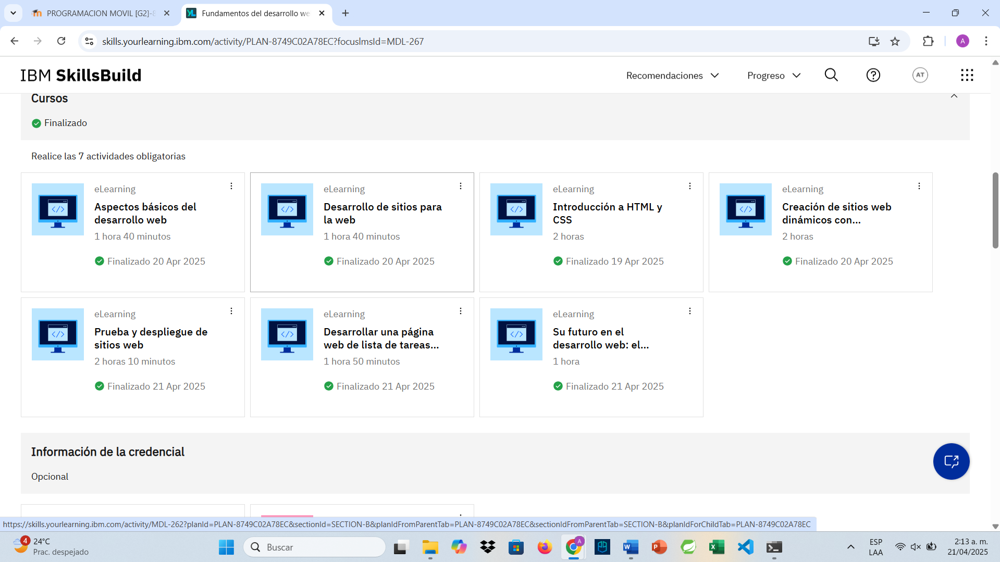 PROGRAMACION MOVIL [G2]-8
Fundamentos del desarrollo we
skills.yourlearning.ibm.com/activity/PLAN-8749C02A78EC?focuslmsId=MDL-267
A
IBM SkillsBuild
Recomendaciones
Progreso
AT
Cursos
Finalizado
Realice las 7 actividades obligatorias
eLearning
Aspectos básicos del
desarrollo web
1 hora 40 minutos
Finalizado 20 Apr 2025
eLearning
Desarrollo de sitios para
la web
1 hora 40 minutos
Finalizado 20 Apr 2025
eLearning
Introducción a HTML y
CSS
2 horas
Finalizado 19 Apr 2025
eLearning
Creación de sitios web
dinámicos con...
2 horas
Finalizado 20 Apr 2025
eLearning
Prueba y despliegue de
sitios web
2 horas 10 minutos
Finalizado 21 Apr 2025
eLearning
Desarrollar una página
web de lista de tareas...
1 hora 50 minutos
Finalizado 21 Apr 2025
eLearning
Su futuro en el
desarrollo web: el...
1 hora
Finalizado 21 Apr 2025
Información de la credencial
Opcional
https://skills.yourlearning.ibm.com/activity/MDL-262?planId=PLAN-8749C02A78EC&sectionId=SECTION-B&planIdFromParentTab=PLAN-8749C02A78EC&sectionIdFromParentTab=SECTION-B&planIdForChildTab=PLAN-8749C02A78EC
4
24°C
Prac. despejado
Buscar
A
ESP
LAA
2:13 a. m.
21/04/2025